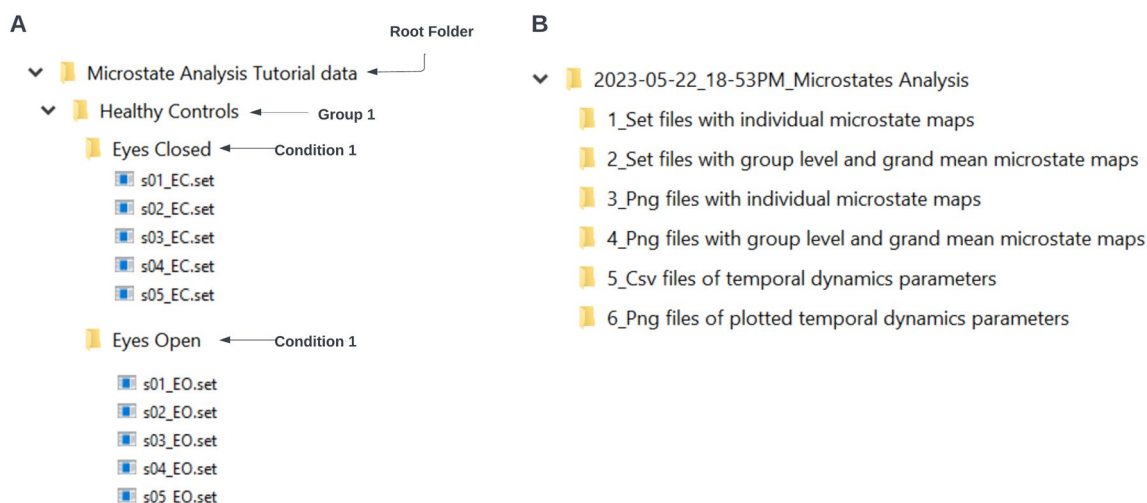 A
Root Folder
Microstate Analysis Tutorial data
Healthy Controls
Group 1
Eyes Closed
Condition 1
s01_EC.set
s02_EC.set
s03_EC.set
s04_EC.set
s05_EC.set
Eyes Open
Condition 1
s01_EO.set
s02_EO.set
s03_EO.set
s04_EO.set
s05_EO.set
B
2023-05-22_18-53PM_Microstates Analysis
1_Set files with individual microstate maps
2_Set files with group level and grand mean microstate maps
3_Png files with individual microstate maps
4_Png files with group level and grand mean microstate maps
5_Csv files of temporal dynamics parameters
6_Png files of plotted temporal dynamics parameters